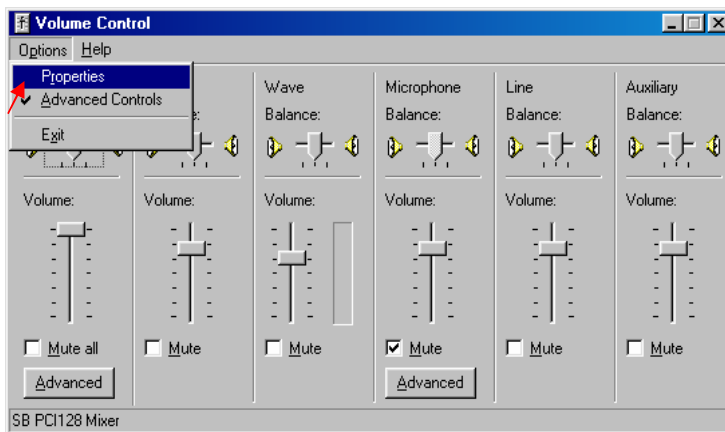 Volume Control
Options Help
Properties
Advanced Controls
Exit
Wave Microphone Line Auxiliary
Balance: Balance: Balance: Balance:
Volume: Volume: Volume: Volume: Volume: Volume:
Mute all Mute Mute Mute Mute Mute
Advanced Advanced
SB PCI128 Mixer